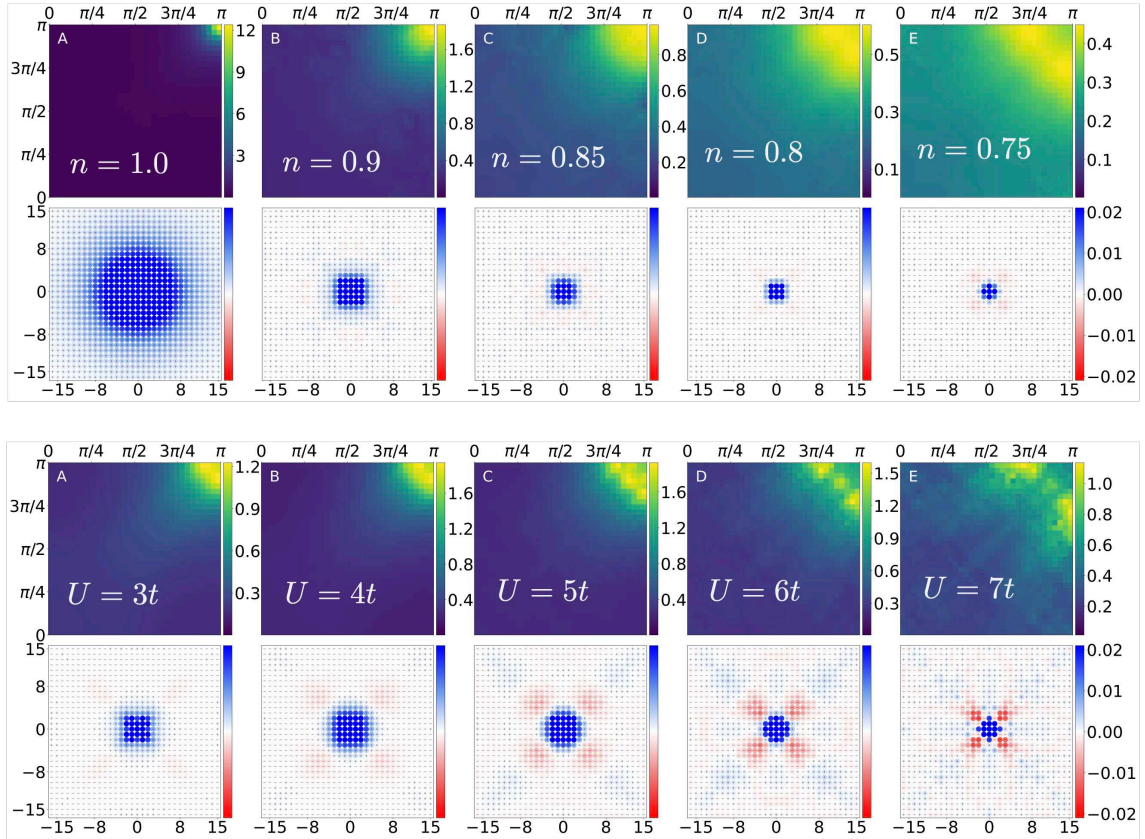 0 π/4 π/2 3π/4 π 0 π/4 π/2 3π/4 π 0 π/4 π/2 3π/4 π 0 π/4 π/2 3π/4 π 0 π/4 π/2 3π/4 π
π 3π/4 π/2 π/4 0
A n = 1.0 12 9 6 3
B n = 0.9 1.6 1.2 0.8 0.4
C n = 0.85 0.8 0.6 0.4 0.2
D n = 0.8 0.5 0.3 0.1
E n = 0.75 0.4 0.3 0.2 0.1
15 8 0 −8 −15
0.02 0.01 0.00 −0.01 −0.02
−15 −8 0 8 15 −15 −8 0 8 15 −15 −8 0 8 15 −15 −8 0 8 15 −15 −8 0 8 15
0 π/4 π/2 3π/4 π 0 π/4 π/2 3π/4 π 0 π/4 π/2 3π/4 π 0 π/4 π/2 3π/4 π 0 π/4 π/2 3π/4 π
π 3π/4 π/2 π/4 0
A U = 3t 1.2 0.9 0.6 0.3
B U = 4t 1.6 1.2 0.8 0.4
C U = 5t 1.6 1.2 0.8 0.4
D U = 6t 1.5 1.2 0.9 0.6 0.3
E U = 7t 1.0 0.8 0.6 0.4 0.2
15 8 0 −8 −15
0.02 0.01 0.00 −0.01 −0.02
−15 −8 0 8 15 −15 −8 0 8 15 −15 −8 0 8 15 −15 −8 0 8 15 −15 −8 0 8 15